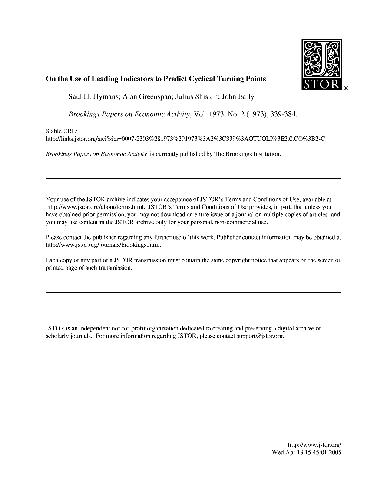 JSTOR
On the Use of Leading Indicators to Predict Cyclical Turning Points
Saul H. Hymans; Alan Greenspan; Julius Shiskin; John Early
Brookings Papers on Economic Activity, Vol. 1973, No. 2. (1973), 339-384.
Stable URL:
http://links.jstor.org/sici?sici=0007-2303%281973%291973%3A2%3C339%3A
Brookings Papers on Economic Activity is currently published by The Brookings Institution.
Your use of the JSTOR archive indicates your acceptance of JSTOR's Terms and Conditions of Use, available at
http://www.jstor.org/about/terms.html. JSTOR's Terms and Conditions of Use provides, in part, that unless you
have obtained prior permission, you may not download an entire issue of a journal or multiple copies of articles, and
you may use content in the JSTOR archive only for your personal, non-commercial use.
Please contact the publisher regarding any further use of this work. Publisher contact information may be obtained at
http://www.jstor.org/journals/brookings.html.
Each copy of any part of a JSTOR transmission must contain the same copyright notice that appears on the screen or
printed page of such transmission.
JSTOR is an independent not-for-profit organization dedicated to creating and preserving a digital archive of
scholarly journals. For more information regarding JSTOR, please contact support@jstor.org.
http://www.jstor.org/
Wed Apr 13 15:45:01 2005